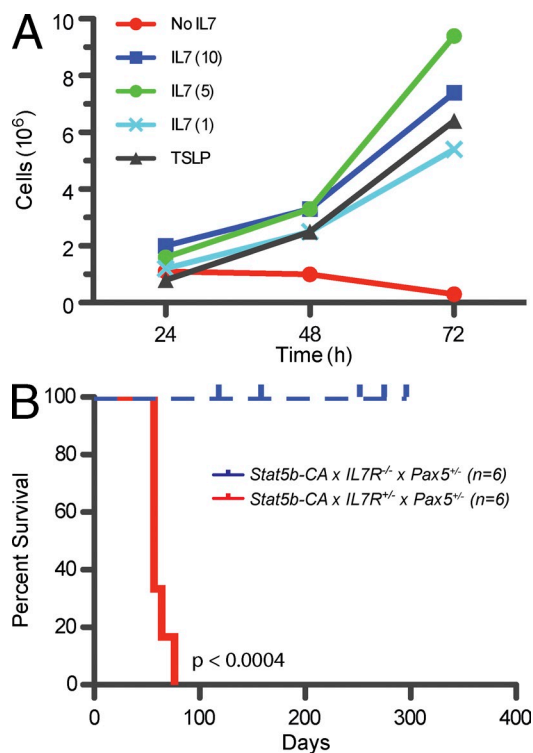 A
10
8
6
4
2
0
Cells (10⁶)
No IL7
IL7 (10)
IL7 (5)
IL7 (1)
TSLP
24 48 72
Time (h)
B
100
80
60
40
20
0
Percent Survival
Stat5b-CA x IL7R-/- x Pax5+/- (n=6)
Stat5b-CA x IL7R+/- x Pax5+/- (n=6)
p < 0.0004
0 100 200 300 400
Days